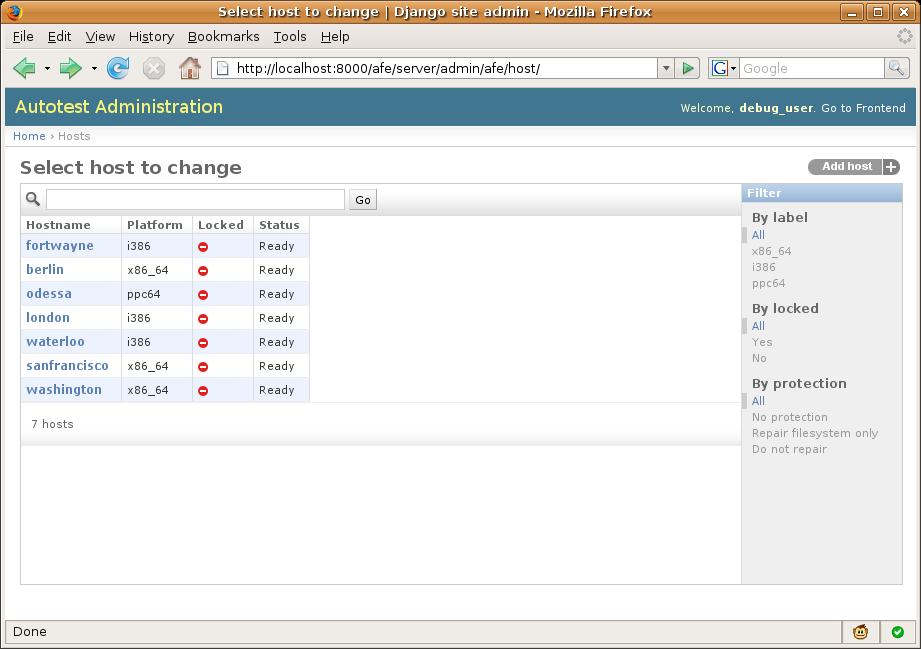 Select host to change | Django site admin - Mozilla Firefox
File Edit View History Bookmarks Tools Help
http://localhost:8000/afe/server/admin/afe/host/ G Google
Autotest Administration
Welcome, debug_user. Go to Frontend
Home › Hosts
Select host to change
Add host +
Go
Hostname Platform Locked Status
fortwayne i386 Ready
berlin x86_64 Ready
odessa ppc64 Ready
london i386 Ready
waterloo i386 Ready
sanfrancisco x86_64 Ready
washington x86_64 Ready
7 hosts
Filter
By label
All
x86_64
i386
ppc64
By locked
All
Yes
No
By protection
All
No protection
Repair filesystem only
Do not repair
Done